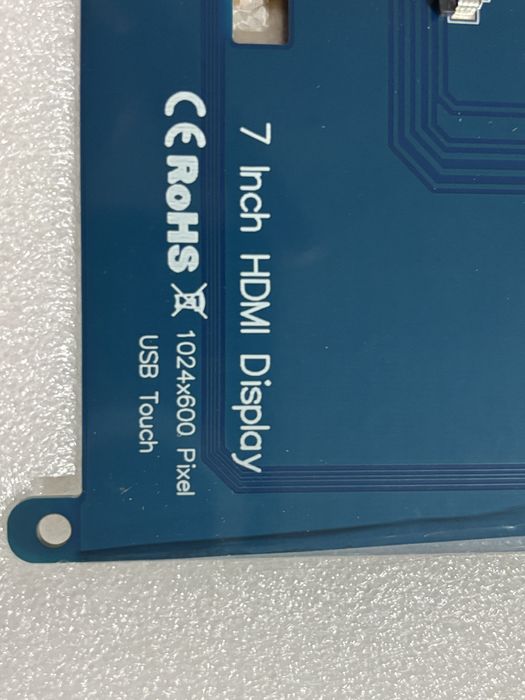 7 Inch HDMI Display
CE RoHS
1024x600 Pixel
USB Touch